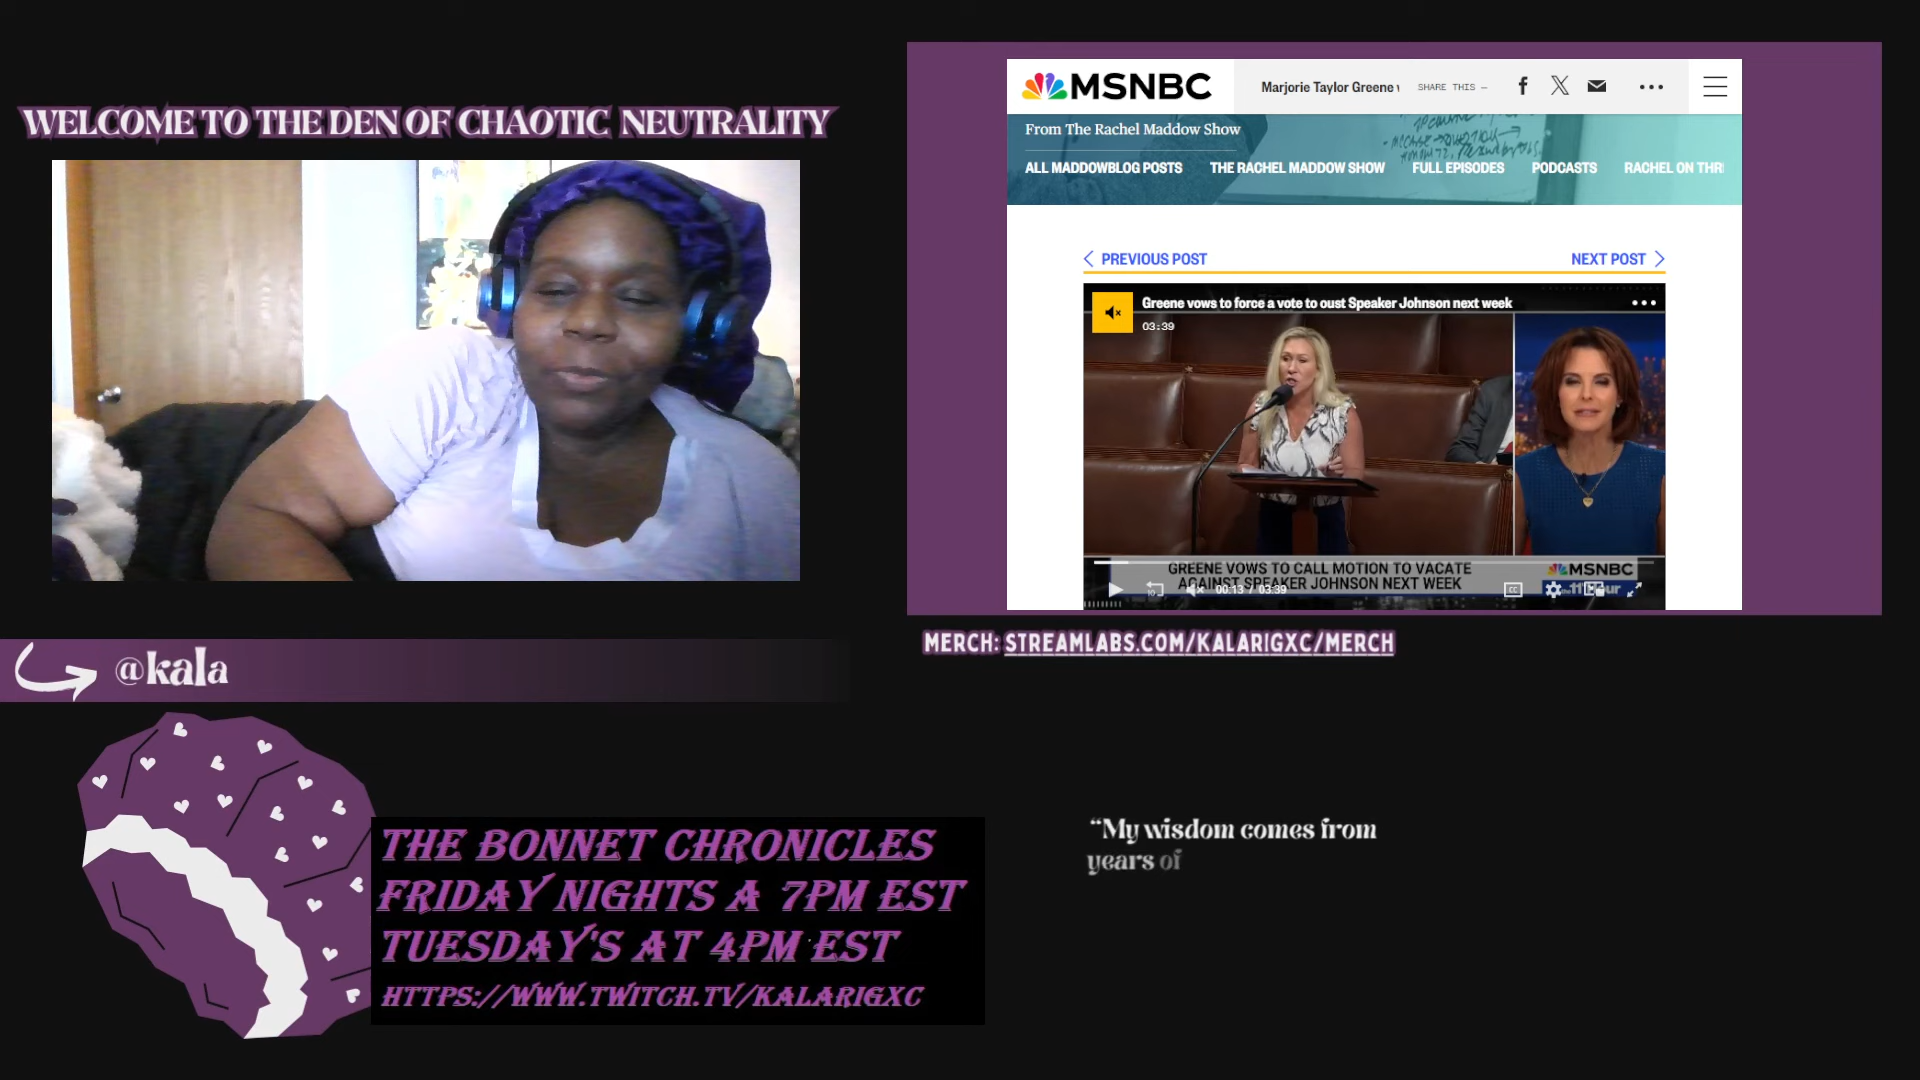 WELCOME TO THE DEN OF CHAOTIC NEUTRALITY
MSNBC
Marjorie Taylor Greene
SHARE THIS —
From The Rachel Maddow Show
ALL MADDOWBLOG POSTS
THE RACHEL MADDOW SHOW
FULL EPISODES
PODCASTS
RACHEL ON THR
PREVIOUS POST
NEXT POST
Greene vows to force a vote to oust Speaker Johnson next week
03:39
GREENE VOWS TO CALL MOTION TO VACATE
AGAINST SPEAKER JOHNSON NEXT WEEK
MSNBC
00:13 / 03:39
CC
MERCH: STREAMLABS.COM/KALARIGXC/MERCH
@kala
THE BONNET CHRONICLES
FRIDAY NIGHTS A 7PM EST
TUESDAY'S AT 4PM EST
HTTPS://WWW.TWITCH.TV/KALARIGXC
“My wisdom comes from
years of